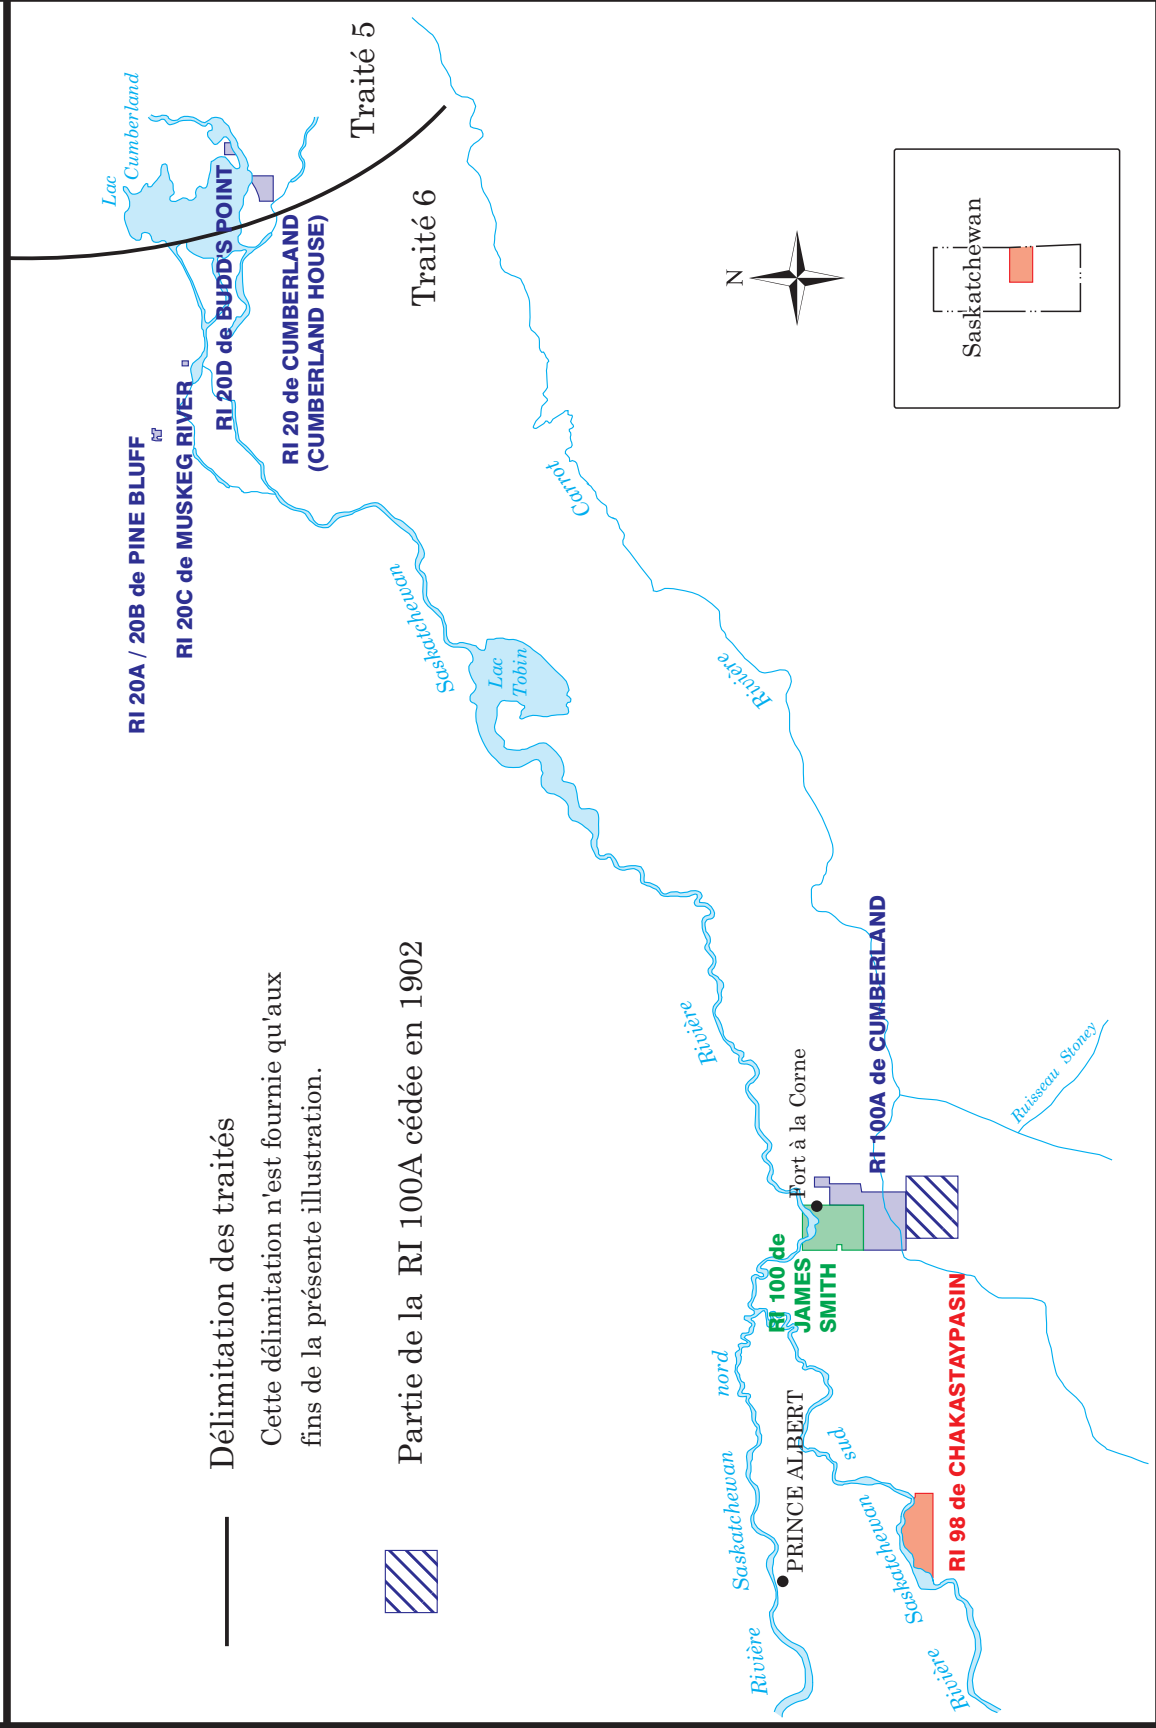 Délimitation des traités
Cette délimitation n'est fournie qu'aux
fins de la présente illustration.
Partie de la RI 100A cédée en 1902
RI 20A / 20B de PINE BLUFF
RI 20C de MUSKEG RIVER
RI 20D de BUDD'S POINT
RI 20 de CUMBERLAND
(CUMBERLAND HOUSE)
Lac
Cumberland
Traité 5
Traité 6
Saskatchewan
Lac
Tobin
Carrot
Rivière
Rivière
N
Saskatchewan
Fort à la Corne
RI 100A de CUMBERLAND
Ruisseau Stoney
RI 100 de
JAMES
SMITH
nord
Saskatchewan
Rivière
PRINCE ALBERT
sud
Saskatchewan
Rivière
RI 98 de CHAKASTAYPASIN